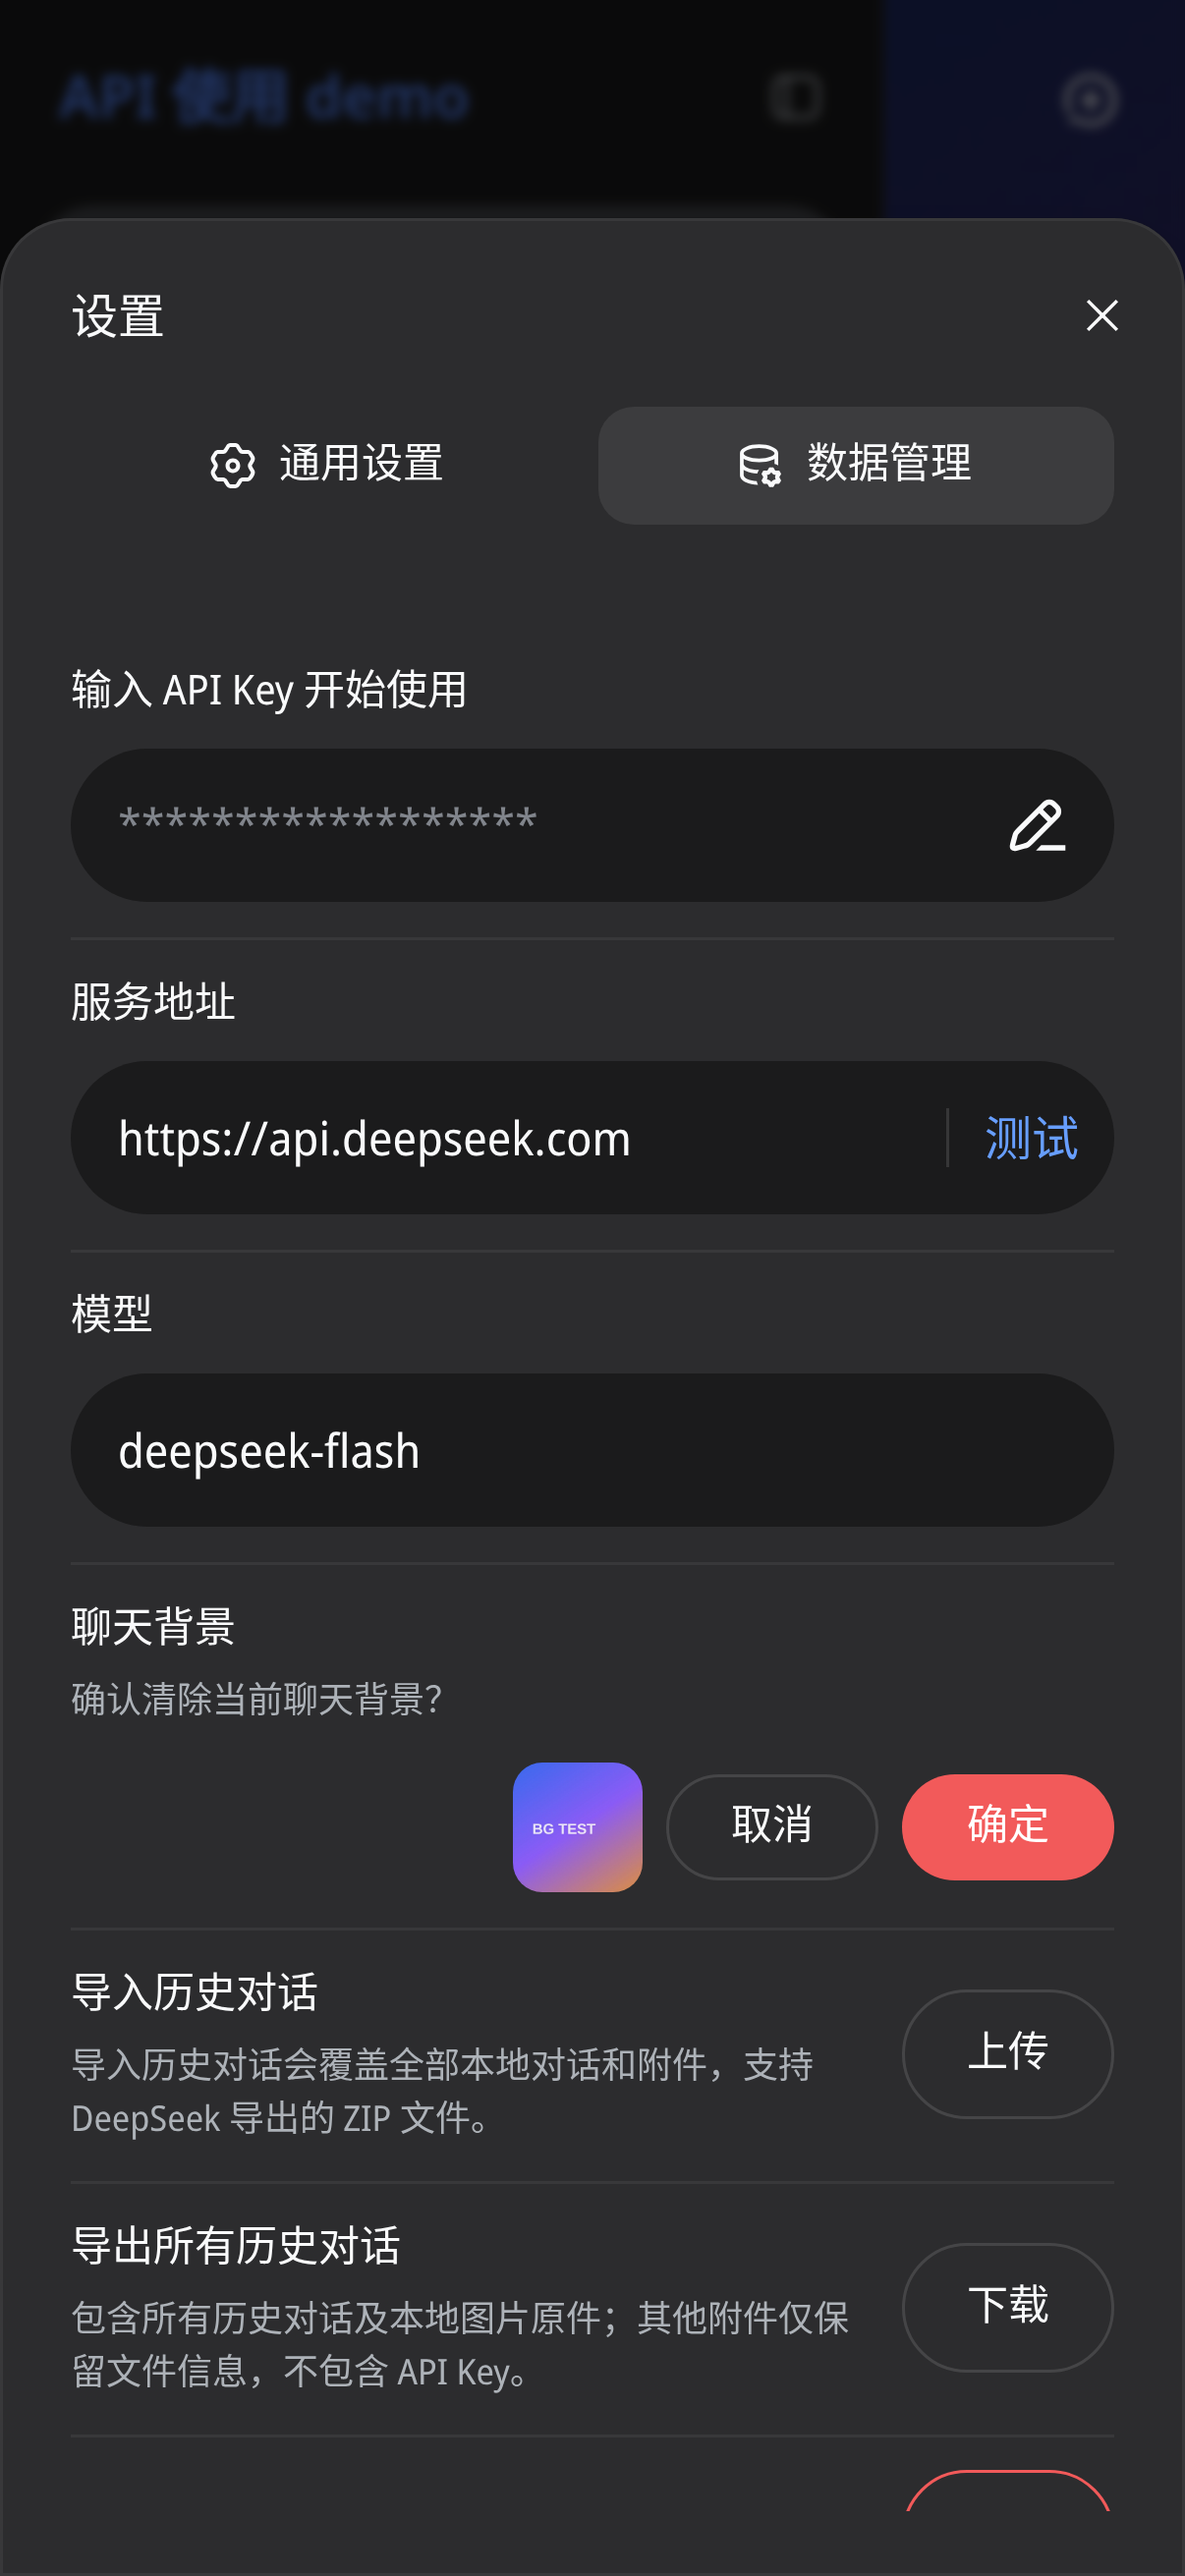 API 使用 demo
设置
通用设置
数据管理
输入 API Key 开始使用
******************
服务地址
https://api.deepseek.com
测试
模型
deepseek-flash
聊天背景
确认清除当前聊天背景？
BG TEST
取消
确定
导入历史对话
导入历史对话会覆盖全部本地对话和附件，支持
DeepSeek 导出的 ZIP 文件。
上传
导出所有历史对话
包含所有历史对话及本地图片原件；其他附件仅保
留文件信息，不包含 API Key。
下载